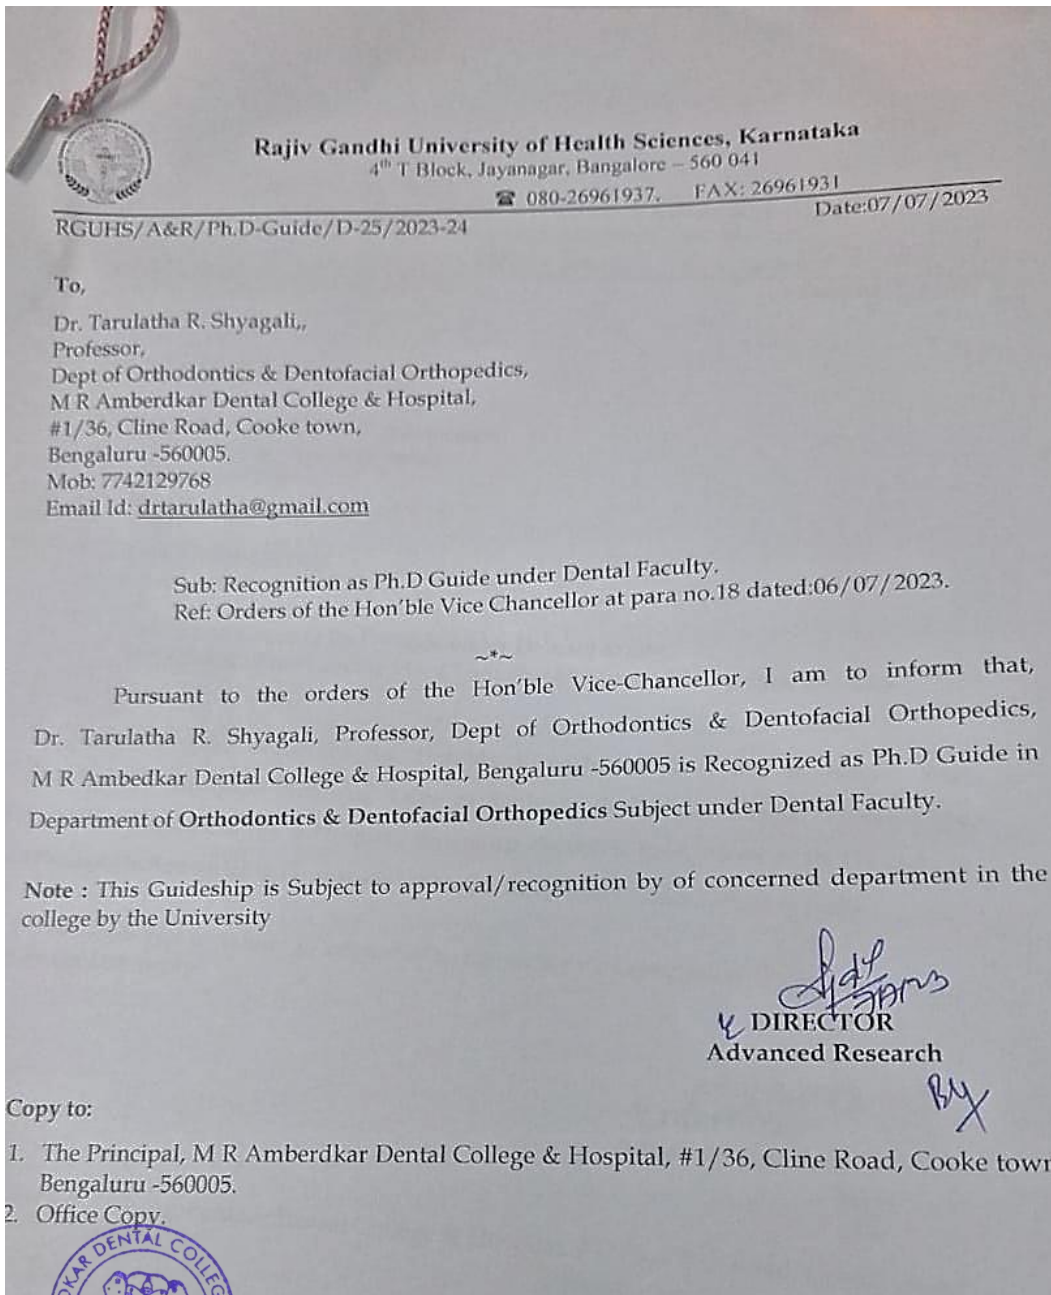 Rajiv Gandhi University of Health Sciences, Karnataka
4th T Block, Jayanagar, Bangalore – 560 041
☎ 080-26961937. FAX: 26961931
RGUHS/A&R/Ph.D-Guide/D-25/2023-24 Date:07/07/2023
To,
Dr. Tarulatha R. Shyagali,,
Professor,
Dept of Orthodontics & Dentofacial Orthopedics,
M R Amberdkar Dental College & Hospital,
#1/36, Cline Road, Cooke town,
Bengaluru -560005.
Mob: 7742129768
Email Id: drtarulatha@gmail.com
Sub: Recognition as Ph.D Guide under Dental Faculty.
Ref: Orders of the Hon'ble Vice Chancellor at para no.18 dated:06/07/2023.
~*~
Pursuant to the orders of the Hon'ble Vice-Chancellor, I am to inform that,
Dr. Tarulatha R. Shyagali, Professor, Dept of Orthodontics & Dentofacial Orthopedics,
M R Ambedkar Dental College & Hospital, Bengaluru -560005 is Recognized as Ph.D Guide in
Department of Orthodontics & Dentofacial Orthopedics Subject under Dental Faculty.
Note : This Guideship is Subject to approval/recognition by of concerned department in the
college by the University
DIRECTOR
Advanced Research
Copy to:
1. The Principal, M R Amberdkar Dental College & Hospital, #1/36, Cline Road, Cooke town
Bengaluru -560005.
2. Office Copy.
DKAR DENTAL COLLEG